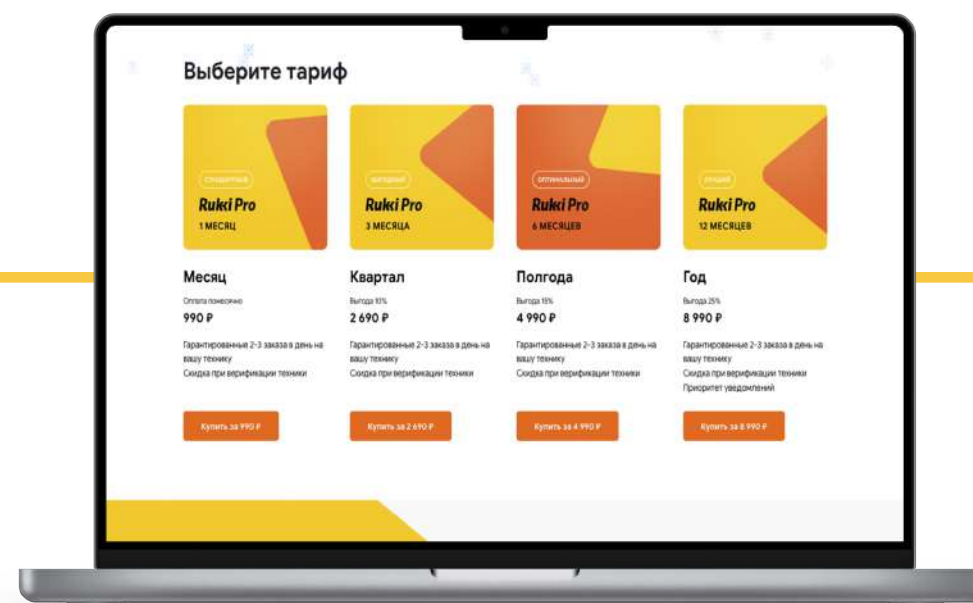 Выберите тариф
СТАНДАРТНЫЙ
Rukki Pro
1 МЕСЯЦ
ВЫГОДНЫЙ
Rukki Pro
3 МЕСЯЦА
ОПТИМАЛЬНЫЙ
Rukki Pro
6 МЕСЯЦЕВ
ЛУЧШИЙ
Rukki Pro
12 МЕСЯЦЕВ
Месяц
Оплата помесячно
990 ₽
Гарантированные 2-3 заказа в день на
вашу технику
Скидка при верификации техники
Купить за 990 ₽
Квартал
Выгода 10%
2 690 ₽
Гарантированные 2-3 заказа в день на
вашу технику
Скидка при верификации техники
Купить за 2 690 ₽
Полгода
Выгода 15%
4 990 ₽
Гарантированные 2-3 заказа в день на
вашу технику
Скидка при верификации техники
Купить за 4 990 ₽
Год
Выгода 25%
8 990 ₽
Гарантированные 2-3 заказа в день на
вашу технику
Скидка при верификации техники
Приоритет уведомлений
Купить за 8 990 ₽